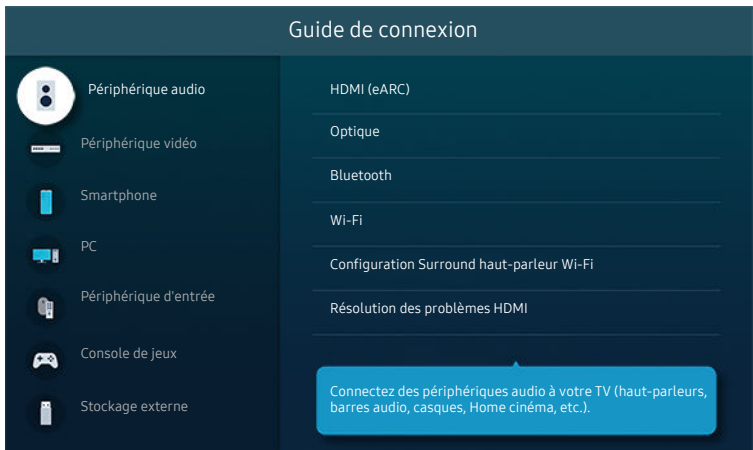 Guide de connexion
Périphérique audio
Périphérique vidéo
Smartphone
PC
Périphérique d'entrée
Console de jeux
Stockage externe
HDMI (eARC)
Optique
Bluetooth
Wi-Fi
Configuration Surround haut-parleur Wi-Fi
Résolution des problèmes HDMI
Connectez des périphériques audio à votre TV (haut-parleurs,
barres audio, casques, Home cinéma, etc.).